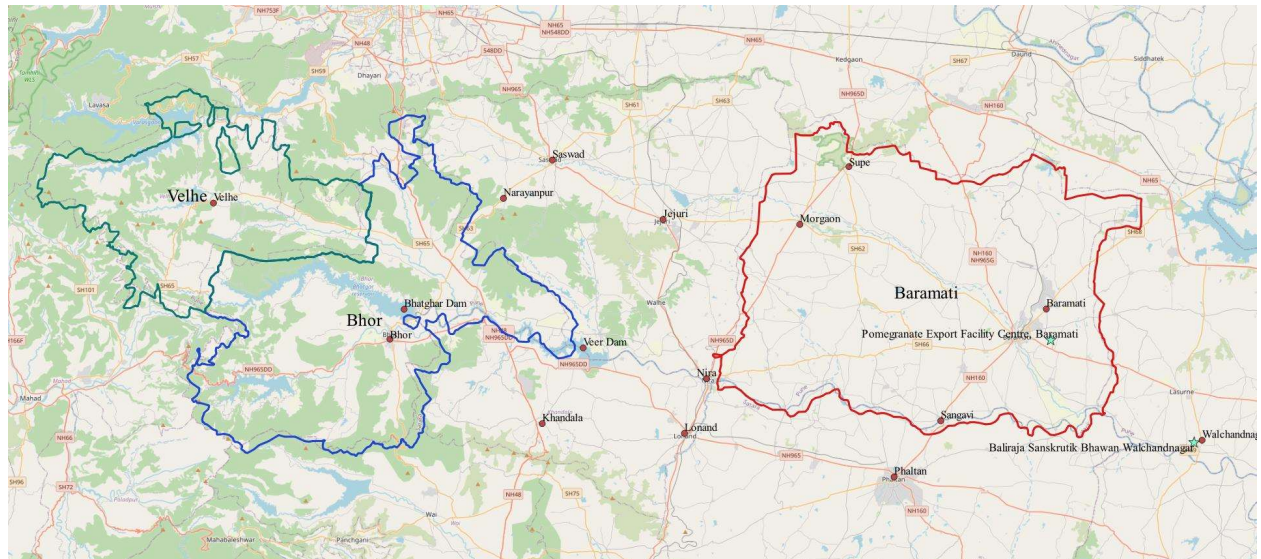 NH753F
NH65
NH65
NH548DD
NH65
NH48
548DD
Dhayari
SH57
SH59
Kedgaon
SH67
Daund
Siddhatek
Lavasa
NH965
SH61
SH63
NH965D
NH160
Saswad
Supe
NH65
Velhe
Velhe
Narayanpur
Jejuri
Morgaon
SH68
SH65
SH62
NH160
NH965G
SH65
SH101
Baramati
Walhe
Bhatghar Dam
Baramati
Bhor
Bhor
NH48
NH965DD
Pomegranate Export Facility Centre, Baramati
Veer Dam
NH965D
SH66
NH965DD
NH965DD
NH160
Nira
Mahad
Lasurne
Khandala
Lonand
Sangavi
NH66
Walchandnag
Baliraja Sanskrutik Bhawan Walchandnagar
NH965
Phaltan
SH96
SH72
NH48
SH75
NH160
Wai
Mahabaleshwar
Panchgani